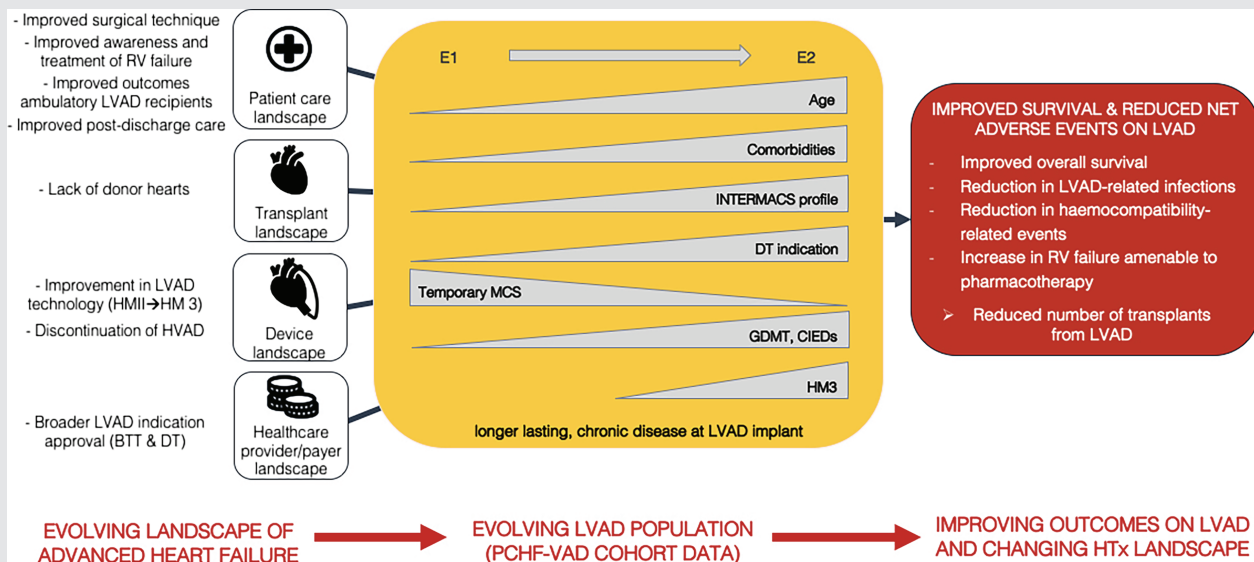 - Improved surgical technique
- Improved awareness and
treatment of RV failure
- Improved outcomes
ambulatory LVAD recipients
- Improved post-discharge care
Patient care
landscape
- Lack of donor hearts
Transplant
landscape
- Improvement in LVAD
technology (HMII→HM 3)
- Discontinuation of HVAD
Device
landscape
- Broader LVAD indication
approval (BTT & DT)
Healthcare
provider/payer
landscape
E1
E2
Age
Comorbidities
INTERMACS profile
DT indication
Temporary MCS
GDMT, CIEDs
HM3
longer lasting, chronic disease at LVAD implant
IMPROVED SURVIVAL & REDUCED NET
ADVERSE EVENTS ON LVAD
- Improved overall survival
- Reduction in LVAD-related infections
- Reduction in haemocompatibility-
related events
- Increase in RV failure amenable to
pharmacotherapy
➢ Reduced number of transplants
from LVAD
EVOLVING LANDSCAPE OF
ADVANCED HEART FAILURE
EVOLVING LVAD POPULATION
(PCHF-VAD COHORT DATA)
IMPROVING OUTCOMES ON LVAD
AND CHANGING HTx LANDSCAPE